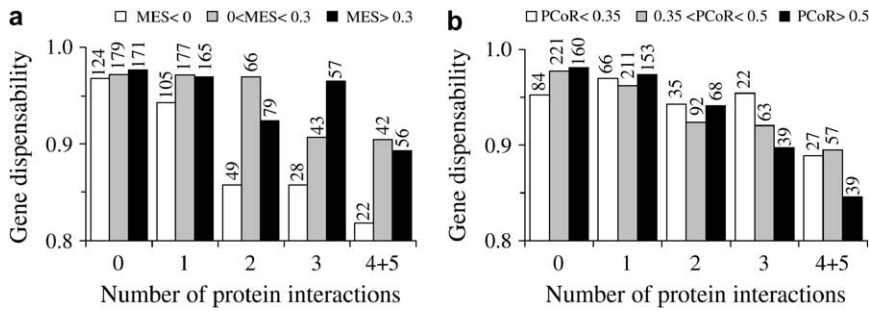 a
MES< 0 0<MES< 0.3 MES> 0.3
Gene dispensability
1.0
0.9
0.8
124 179 171
105 177 165
49 66 79
28 43 57
22 42 56
0 1 2 3 4+5
Number of protein interactions
b
PCoR< 0.35 0.35 <PCoR< 0.5 PCoR> 0.5
Gene dispensability
1.0
0.9
0.8
84 221 160
66 211 153
35 92 68
22 63 39
27 57 39
0 1 2 3 4+5
Number of protein interactions